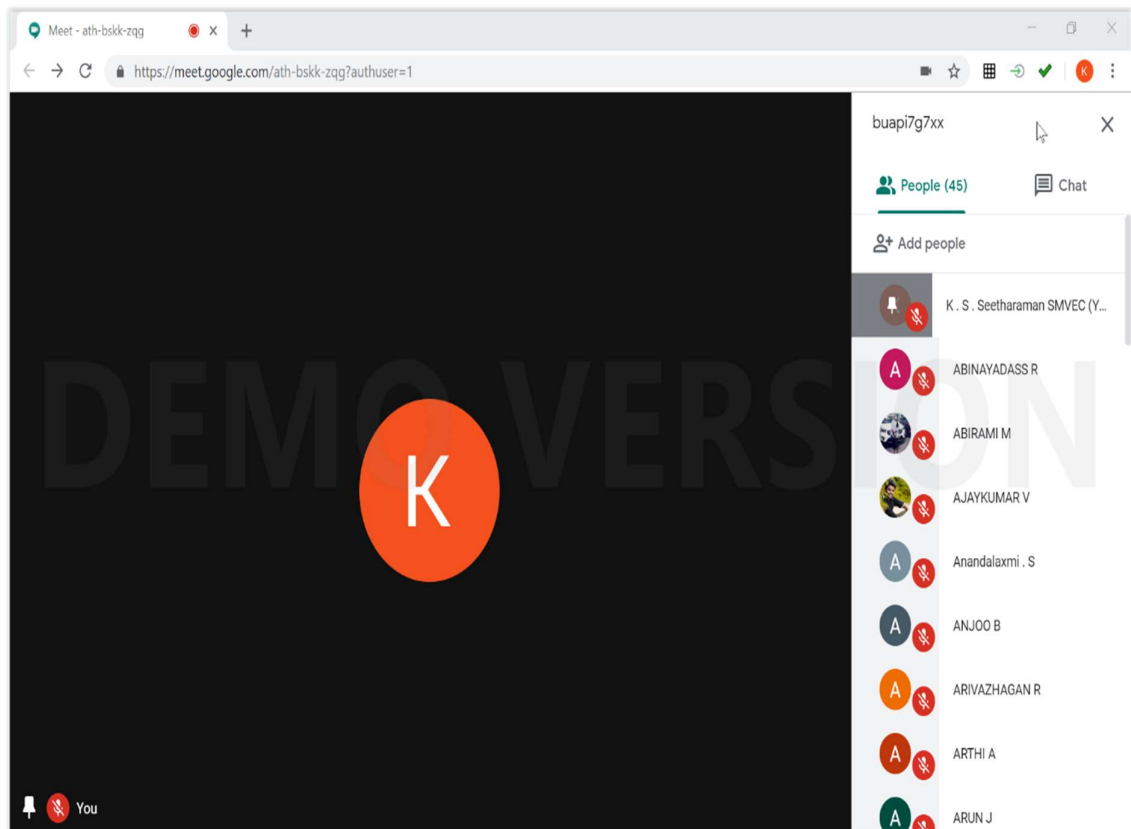 Meet - ath-bskk-zqg
https://meet.google.com/ath-bskk-zqg?authuser=1
K
buapi7g7xx
People (45)
Chat
Add people
K . S . Seetharaman SMVEC (Y...
A
ABINAYADASS R
ABIRAMI M
AJAYKUMAR V
A
Anandalaxmi . S
A
ANJOO B
A
ARIVAZHAGAN R
A
ARTHI A
A
ARUN J
DEMO VERSION
K
You